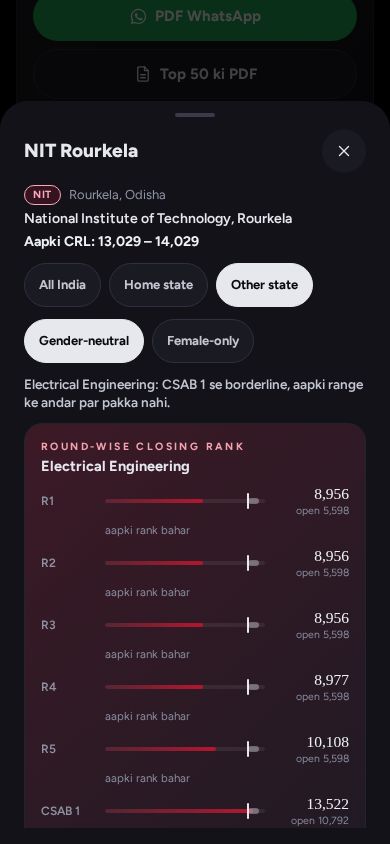 PDF WhatsApp
Top 50 ki PDF
NIT Rourkela
NIT Rourkela, Odisha
National Institute of Technology, Rourkela
Aapki CRL: 13,029 – 14,029
All India Home state Other state
Gender-neutral Female-only
Electrical Engineering: CSAB 1 se borderline, aapki range
ke andar par pakka nahi.
ROUND-WISE CLOSING RANK
Electrical Engineering
R1 8,956
open 5,598
aapki rank bahar
R2 8,956
open 5,598
aapki rank bahar
R3 8,956
open 5,598
aapki rank bahar
R4 8,977
open 5,598
aapki rank bahar
R5 10,108
open 5,598
aapki rank bahar
CSAB 1 13,522
open 10,792